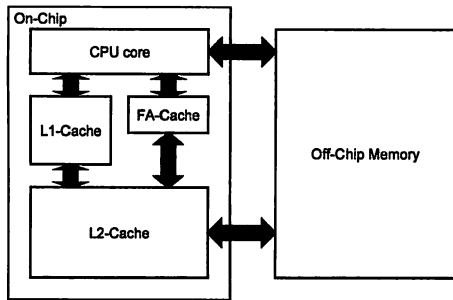 On-Chip
CPU core
L1-Cache
FA-Cache
Off-Chip Memory
L2-Cache